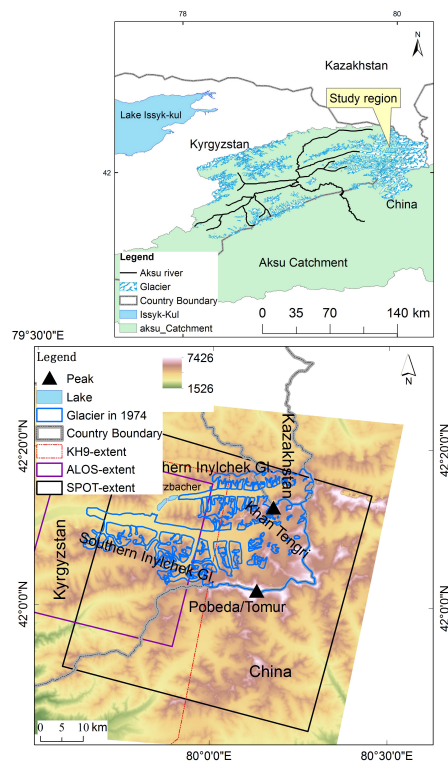 78
80
N
Kazakhstan
Study region
Lake Issyk-kul
Kyrgyzstan
42
China
Legend
Aksu river
Glacier
Country Boundary
Issyk-Kul
aksu_Catchment
Aksu Catchment
0 35 70 140 km
79°30'0"E
Legend
Peak
Lake
Glacier in 1974
Country Boundary
KH9-extent
ALOS-extent
SPOT-extent
7426
1526
N
42°20'0"N
42°20'0"N
Kazakhstan
hern Inylchek Gl.
rzbacher
Khan Tengri
Kyrgyzstan
Southern Inylchek Gl.
42°0'0"N
42°0'0"N
Pobeda/Tomur
China
0 5 10 km
80°0'0"E
80°30'0"E